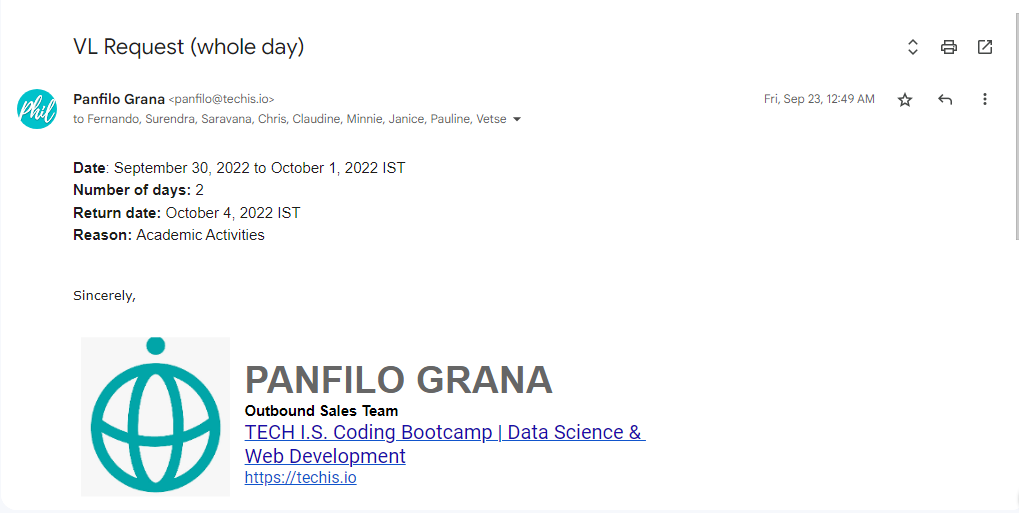 VL Request (whole day)
Phil
Panfilo Grana <panfilo@techis.io>
Fri, Sep 23, 12:49 AM
to Fernando, Surendra, Saravana, Chris, Claudine, Minnie, Janice, Pauline, Vetse
Date: September 30, 2022 to October 1, 2022 IST
Number of days: 2
Return date: October 4, 2022 IST
Reason: Academic Activities
Sincerely,
PANFILO GRANA
Outbound Sales Team
TECH I.S. Coding Bootcamp | Data Science &
Web Development
https://techis.io